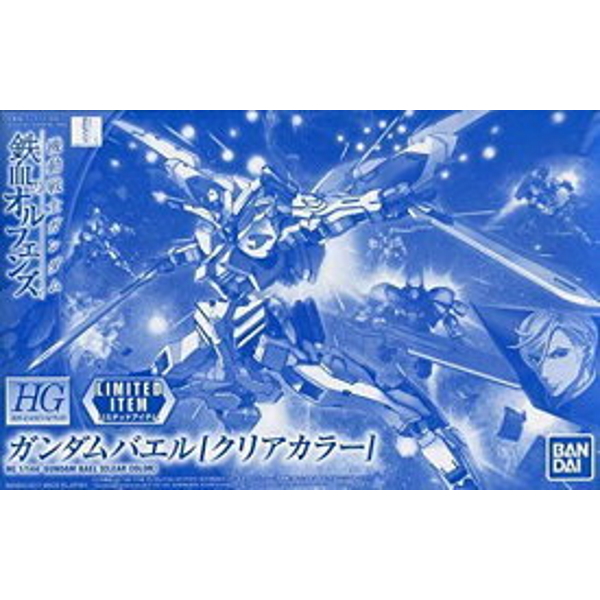 機動戦士ガンダム
鉄血のオルフェンズ
HG
LIMITED
ITEM
リミテッドアイテム
ガンダムバエル[クリアカラー]
HG 1/144 GUNDAM BAEL [CLEAR COLOR]
BAN
DAI